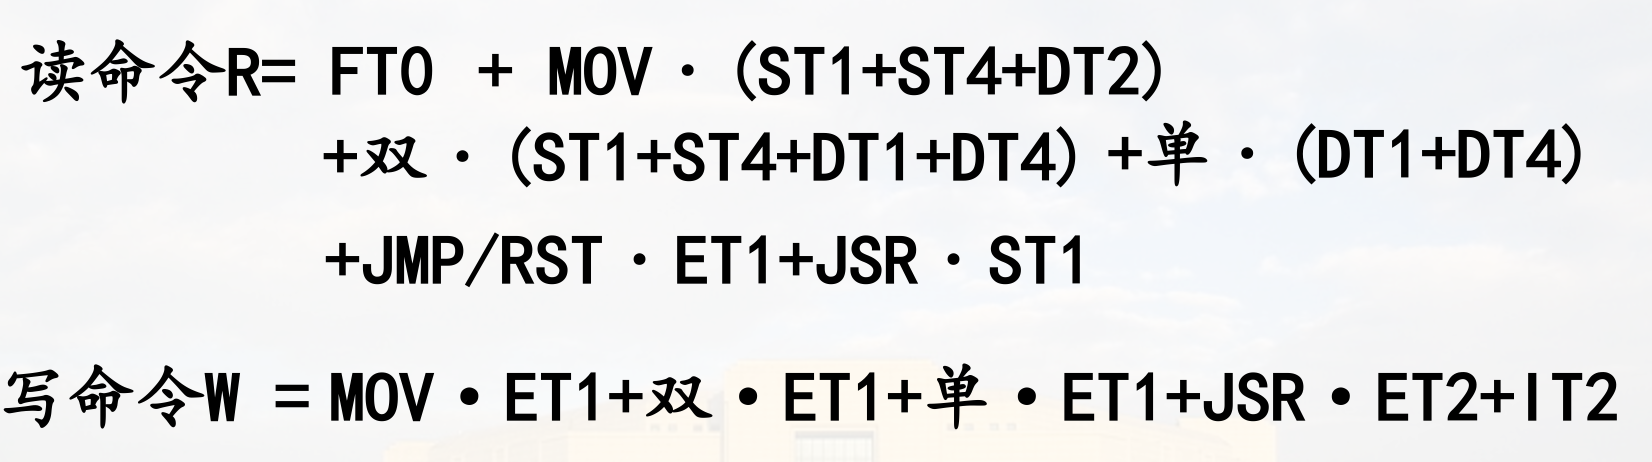 读命令R= FT0 + MOV · (ST1+ST4+DT2)
+双 · (ST1+ST4+DT1+DT4) +单 · (DT1+DT4)
+JMP/RST · ET1+JSR · ST1
写命令W = MOV • ET1+双 • ET1+单 • ET1+JSR • ET2+IT2